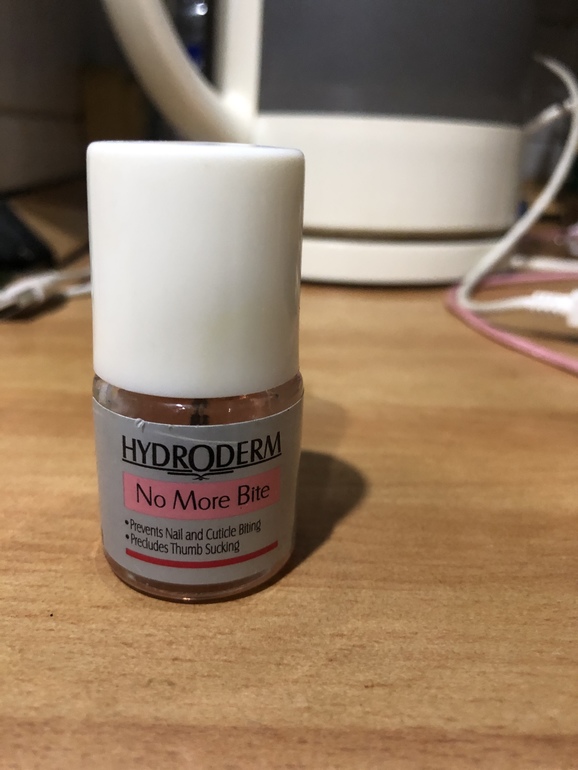 HYDRODERM
No More Bite
• Prevents Nail and Cuticle Biting
• Precludes Thumb Sucking